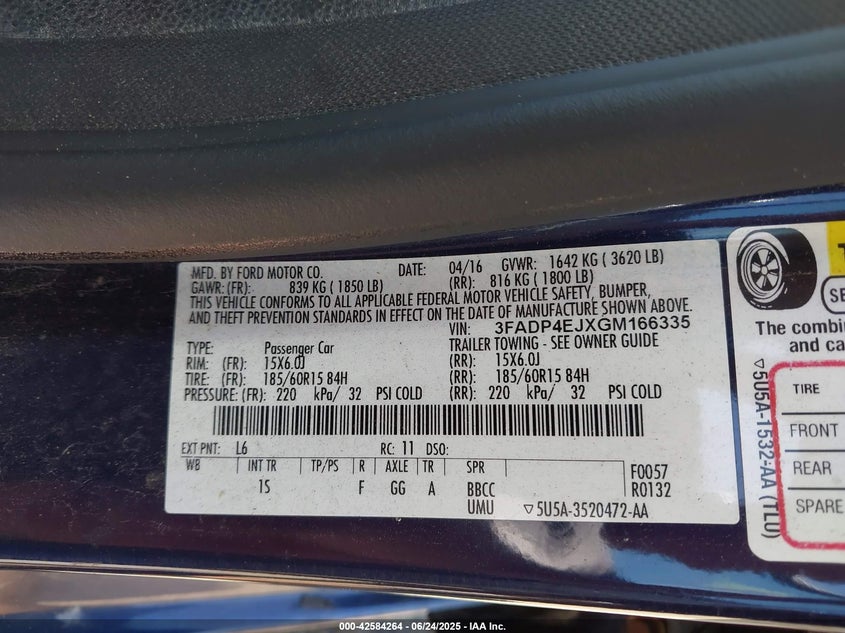 MFD. BY FORD MOTOR CO. DATE: 04/16 GVWR: 1642 KG ( 3620 LB)
GAWR: (FR): 839 KG ( 1850 LB) (RR): 816 KG ( 1800 LB)
THIS VEHICLE CONFORMS TO ALL APPLICABLE FEDERAL MOTOR VEHICLE SAFETY, BUMPER,
AND THEFT PREVENTION STANDARDS IN EFFECT ON THE DATE OF MANUFACTURE SHOWN ABOVE.
VIN: 3FADP4EJXGM166335
TYPE: Passenger Car TRAILER TOWING - SEE OWNER GUIDE
RIM: (FR): 15X6.0J (RR): 15X6.0J
TIRE: (FR): 185/60R15 84H (RR): 185/60R15 84H
PRESSURE: (FR): 220 kPa/ 32 PSI COLD (RR): 220 kPa/ 32 PSI COLD
EXT PNT: L6 RC: 11 DSO:
WB INT TR TP/PS R AXLE TR SPR F0057
1S F GG A BBCC R0132
UMU ▽5U5A-3520472-AA
The combin
and ca
▽5U5A-1532-AA (TLU)
TIRE
FRONT
REAR
SPARE
000-42584264 - 06/24/2025 - IAA Inc.